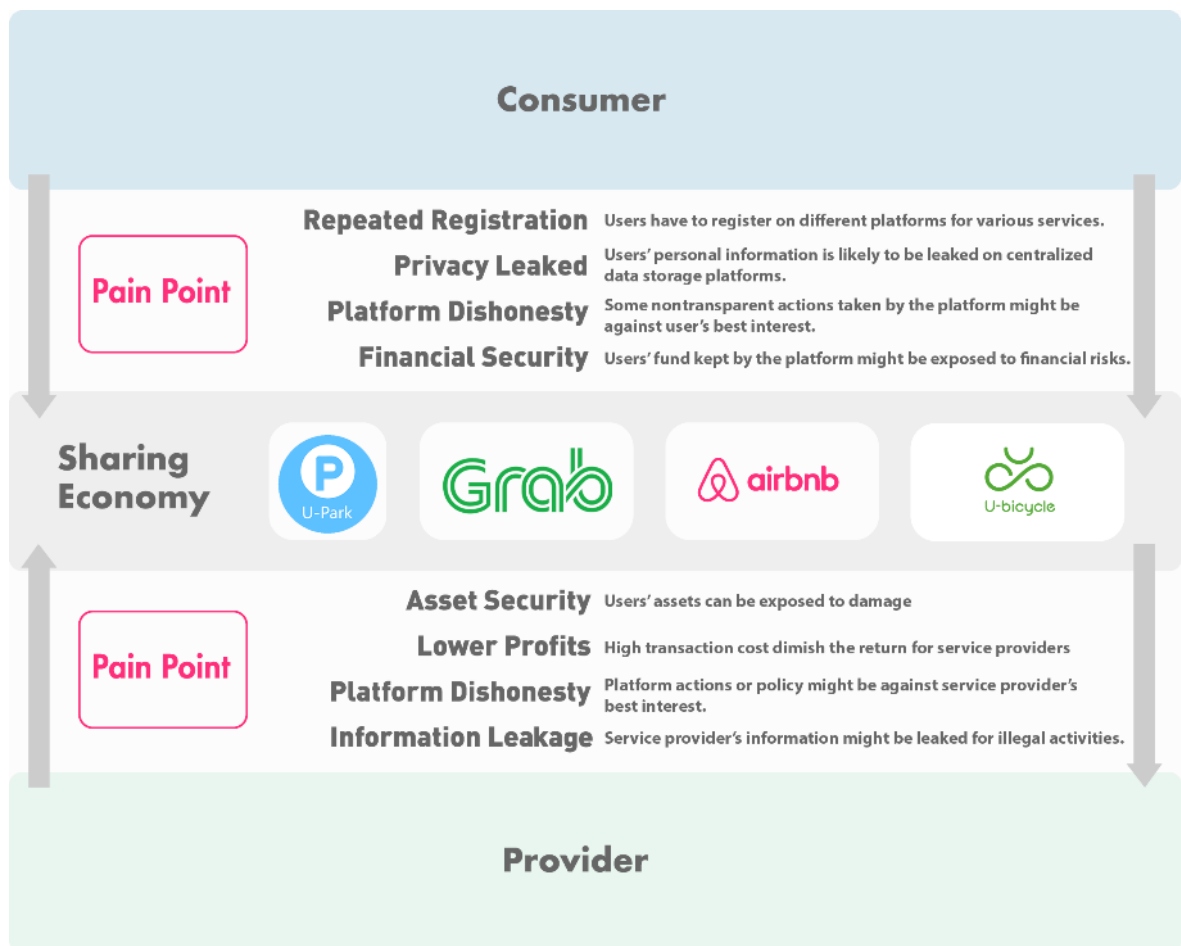 Consumer
Pain Point
Repeated Registration Users have to register on different platforms for various services.
Privacy Leaked Users' personal information is likely to be leaked on centralized
data storage platforms.
Platform Dishonesty Some nontransparent actions taken by the platform might be
against user's best interest.
Financial Security Users' fund kept by the platform might be exposed to financial risks.
Sharing
Economy
P
U-Park
Grab
airbnb
U-bicycle
Pain Point
Asset Security Users' assets can be exposed to damage
Lower Profits High transaction cost dimish the return for service providers
Platform Dishonesty Platform actions or policy might be against service provider's
best interest.
Information Leakage Service provider's information might be leaked for illegal activities.
Provider